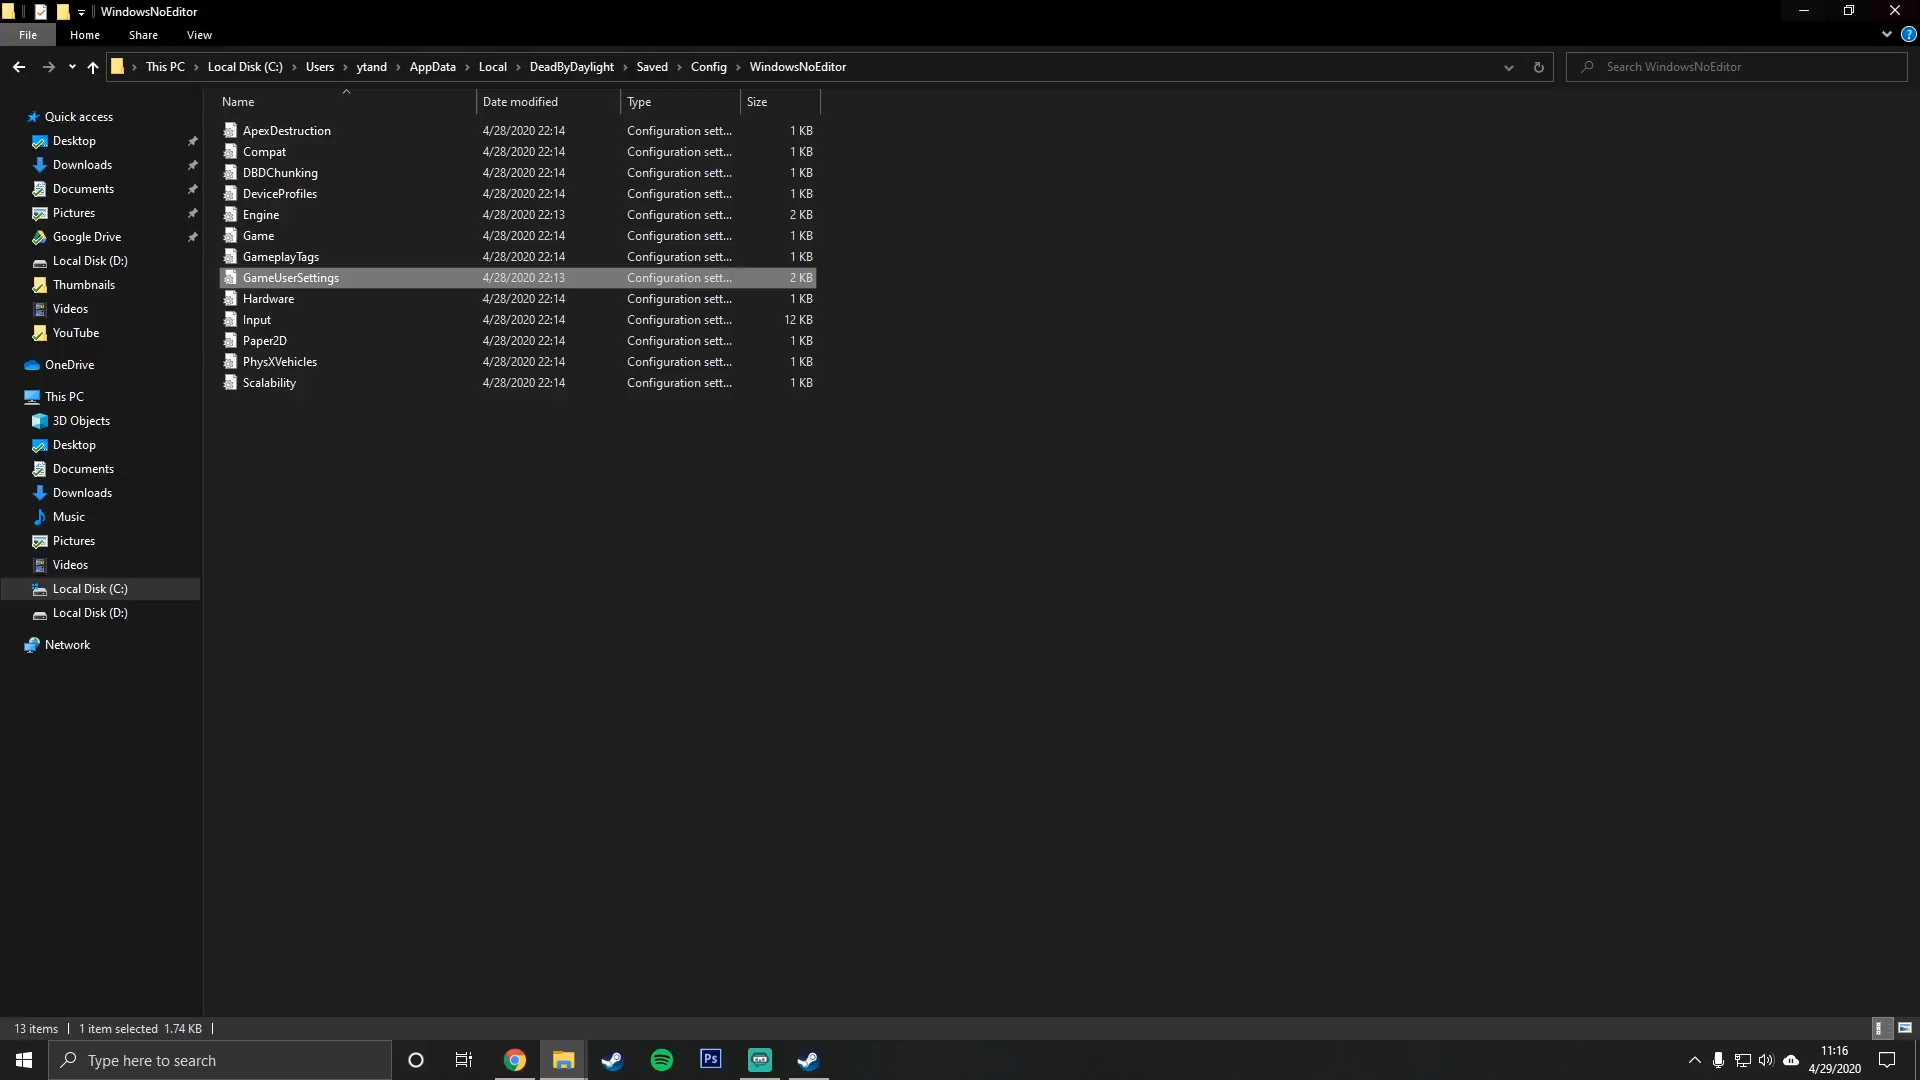 WindowsNoEditor
File Home Share View
This PC Local Disk (C:) Users ytand AppData Local DeadByDaylight Saved Config WindowsNoEditor
Search WindowsNoEditor
Name Date modified Type Size
ApexDestruction 4/28/2020 22:14 Configuration sett... 1 KB
Compat 4/28/2020 22:14 Configuration sett... 1 KB
DBDChunking 4/28/2020 22:14 Configuration sett... 1 KB
DeviceProfiles 4/28/2020 22:14 Configuration sett... 1 KB
Engine 4/28/2020 22:13 Configuration sett... 2 KB
Game 4/28/2020 22:14 Configuration sett... 1 KB
GameplayTags 4/28/2020 22:14 Configuration sett... 1 KB
GameUserSettings 4/28/2020 22:13 Configuration sett... 2 KB
Hardware 4/28/2020 22:14 Configuration sett... 1 KB
Input 4/28/2020 22:14 Configuration sett... 12 KB
Paper2D 4/28/2020 22:14 Configuration sett... 1 KB
PhysXVehicles 4/28/2020 22:14 Configuration sett... 1 KB
Scalability 4/28/2020 22:14 Configuration sett... 1 KB
Quick access
Desktop
Downloads
Documents
Pictures
Google Drive
Local Disk (D:)
Thumbnails
Videos
YouTube
OneDrive
This PC
3D Objects
Desktop
Documents
Downloads
Music
Pictures
Videos
Local Disk (C:)
Local Disk (D:)
Network
13 items 1 item selected 1.74 KB
Type here to search
Ps
11:16
4/29/2020